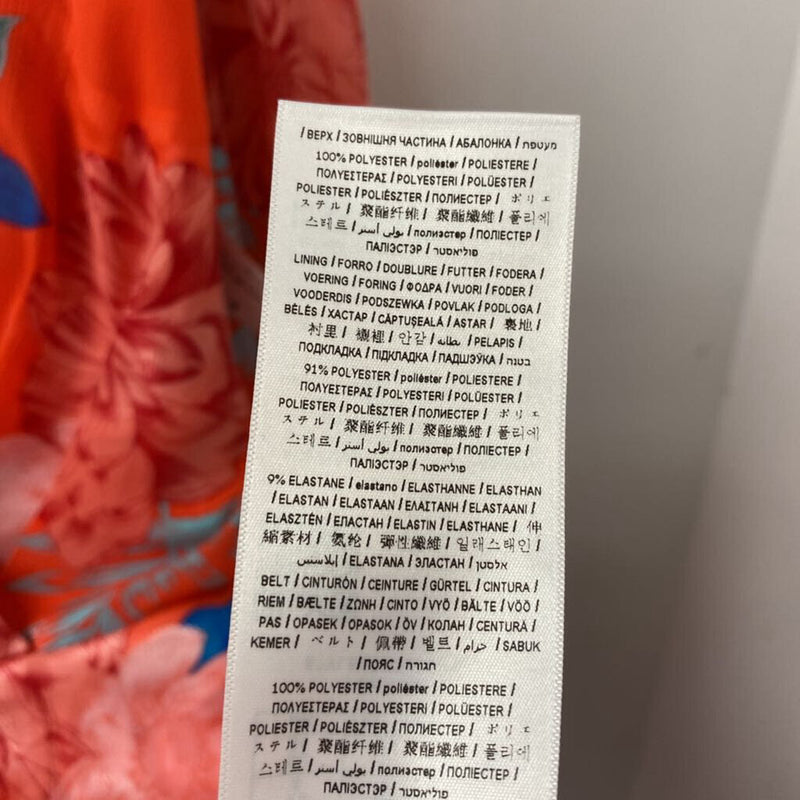 / ВЕРХ / ЗОВНІШНЯ ЧАСТИНА / АБАЛОНКА / מעטפת
100% POLYESTER / poliéster / POLIESTERE /
ΠΟΛΥΕΣΤΕΡΑΣ / POLYESTERI / POLÜESTER /
POLIESTER / POLIÉSZTER / ПОЛИЕСТЕР / ポリエ
ステル / 聚酯纤维 / 聚酯纖維 / 폴리에
스테르 / بولي أستر / полиэстер / ПОЛІЕСТЕР /
ПАЛІЭСТЭР / פוליאסטר
LINING / FORRO / DOUBLURE / FUTTER / FODERA /
VOERING / FORING / ΦΟΔΡΑ / VUORI / FODER /
VOODERDIS / PODSZEWKA / POVLAK / PODLOGA /
BÉLÉS / ХАСТАР / CĂPTUȘEALĂ / ASTAR / 裏地 /
衬里 / 襯裡 / 안감 / بطانه / PELAPIS /
ПОДКЛАДКА / ПІДКЛАДКА / ПАДШЭЎКА / בטנה
91% POLYESTER / poliéster / POLIESTERE /
ΠΟΛΥΕΣΤΕΡΑΣ / POLYESTERI / POLÜESTER /
POLIESTER / POLIÉSZTER / ПОЛИЕСТЕР / ポリエ
ステル / 聚酯纤维 / 聚酯纖維 / 폴리에
스테르 / بولي أستر / полиэстер / ПОЛІЕСТЕР /
ПАЛІЭСТЭР / פוליאסטר
9% ELASTANE / elastano / ELASTHANNE / ELASTHAN
/ ELASTAN / ELASTAAN / ΕΛΑΣΤΑΝΗ / ELASTAANI /
ELASZTÉN / ЕЛАСТАН / ELASTIN / ELASTHANE / 伸
縮素材 / 氨纶 / 彈性纖維 / 일래스태인 /
إيلاستين / ELASTANA / ЭЛАСТАН / אלסטן
BELT / CINTURÓN / CEINTURE / GÜRTEL / CINTURA /
RIEM / BÆLTE / ΖΩΝΗ / CINTO / VYÖ / BÄLTE / VÖÖ /
PAS / OPASEK / OPASOK / ÖV / КОЛАН / CENTURĂ /
KEMER / ベルト / 佩帶 / 벨트 / حزام / SABUK
/ ПОЯС / חגורה
100% POLYESTER / poliéster / POLIESTERE /
ΠΟΛΥΕΣΤΕΡΑΣ / POLYESTERI / POLÜESTER /
POLIESTER / POLIÉSZTER / ПОЛИЕСТЕР / ポリエ
ステル / 聚酯纤维 / 聚酯纖維 / 폴리에
스테르 / بولي أستر / полиэстер / ПОЛІЕСТЕР /
ПАЛІЭСТЭР / פוליאסטר